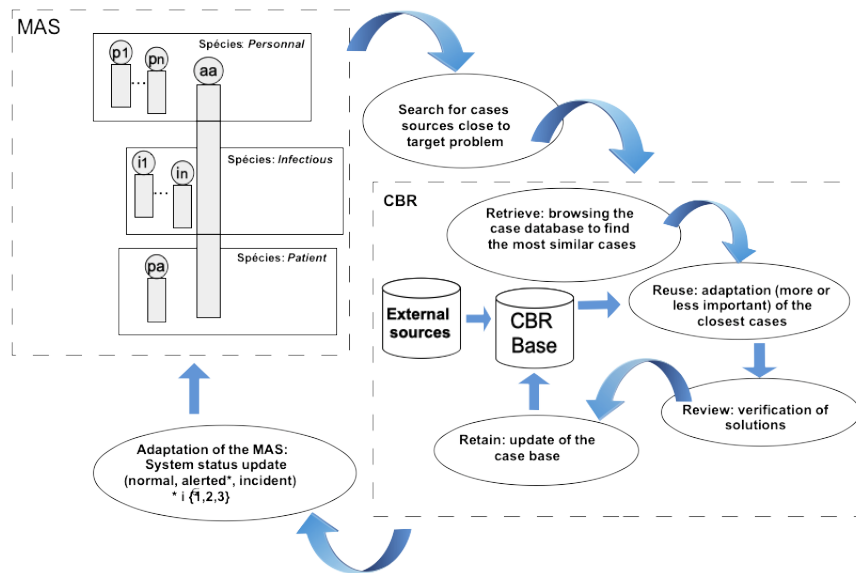 MAS
Spécies: Personnal
p1
pn
aa
...
Spécies: Infectious
i1
in
...
Spécies: Patient
pa
Search for cases
sources close to
target problem
CBR
Retrieve: browsing the
case database to find
the most similar cases
External
sources
CBR
Base
Reuse: adaptation (more or
less important) of the
closest cases
Review: verification of
solutions
Retain: update of the
case base
Adaptation of the MAS:
System status update
(normal, alerted*, incident)
* i {1,2,3}